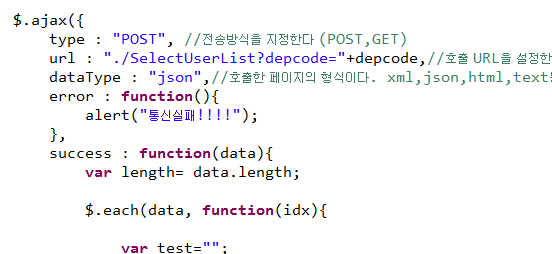 $.ajax({
type : "POST", //전송방식을 지정한다 (POST,GET)
url : "./SelectUserList?depcode="+depcode,//호출 URL을 설정한
dataType : "json",//호출한 페이지의 형식이다. xml,json,html,text
error : function(){
alert("통신실패!!!!");
},
success : function(data){
var length= data.length;
$.each(data, function(idx){
var test="";